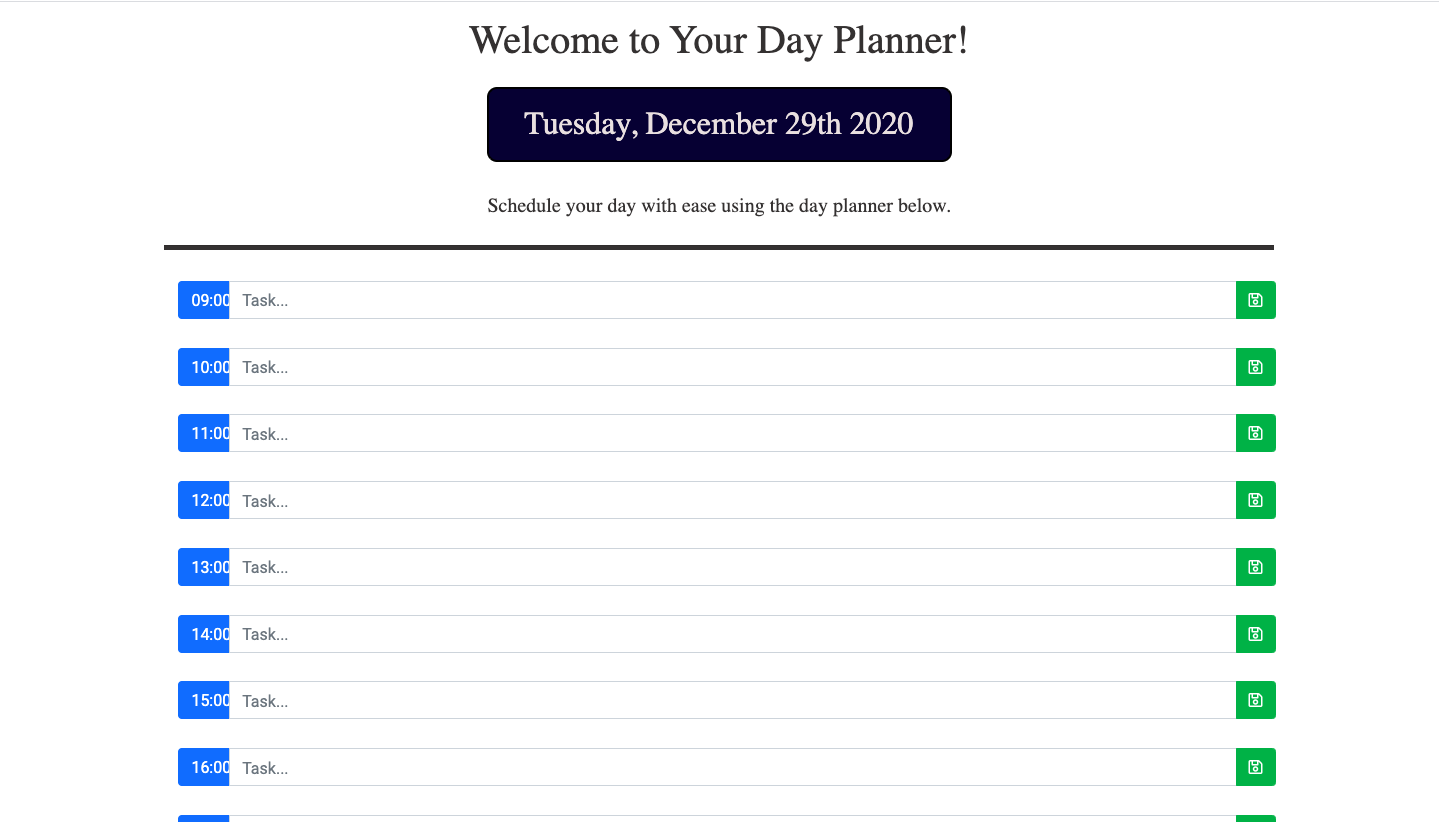 Welcome to Your Day Planner!
Tuesday, December 29th 2020
Schedule your day with ease using the day planner below.
09:00 Task...
10:00 Task...
11:00 Task...
12:00 Task...
13:00 Task...
14:00 Task...
15:00 Task...
16:00 Task...